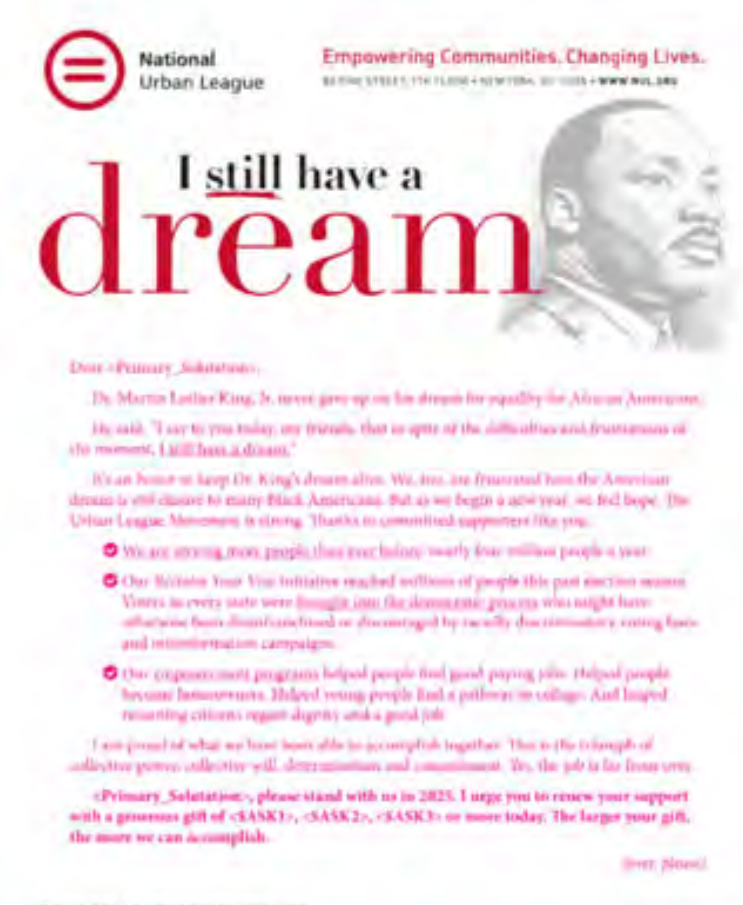 National
Urban League
Empowering Communities. Changing Lives.
80 PINE STREET, 9TH FLOOR • NEW YORK, NY 10005 • WWW.NUL.ORG
I still have a
dream
Dear <Primary_Salutation>,
Dr. Martin Luther King, Jr. never gave up on his dream for equality for African Americans.
He said, "I say to you today, my friends, that in spite of the difficulties and frustrations of
the moment, I still have a dream."
It's an honor to keep Dr. King's dream alive. We, too, are frustrated how the American
dream is still elusive to many Black Americans. But as we begin a new year, we feel hope. The
Urban League Movement is strong. Thanks to committed supporters like you:
We are serving more people than ever before: nearly four million people a year.
Our Reclaim Your Vote initiative reached millions of people this past election season.
Voters in every state were brought into the democratic process who might have
otherwise been disenfranchised or discouraged by racially discriminatory voting laws
and misinformation campaigns.
Our empowerment programs helped people find good paying jobs. Helped people
become homeowners. Helped young people find a pathway to college. And helped
returning citizens regain dignity and a good job.
I am proud of what we have been able to accomplish together. This is the triumph of
collective power, collective will, determination and commitment. Yes, the job is far from over.
<Primary_Salutation>, please stand with us in 2025. I urge you to renew your support
with a generous gift of <$ASK1>, <$ASK2>, <$ASK3> or more today. The larger your gift,
the more we can accomplish.
(over, please)